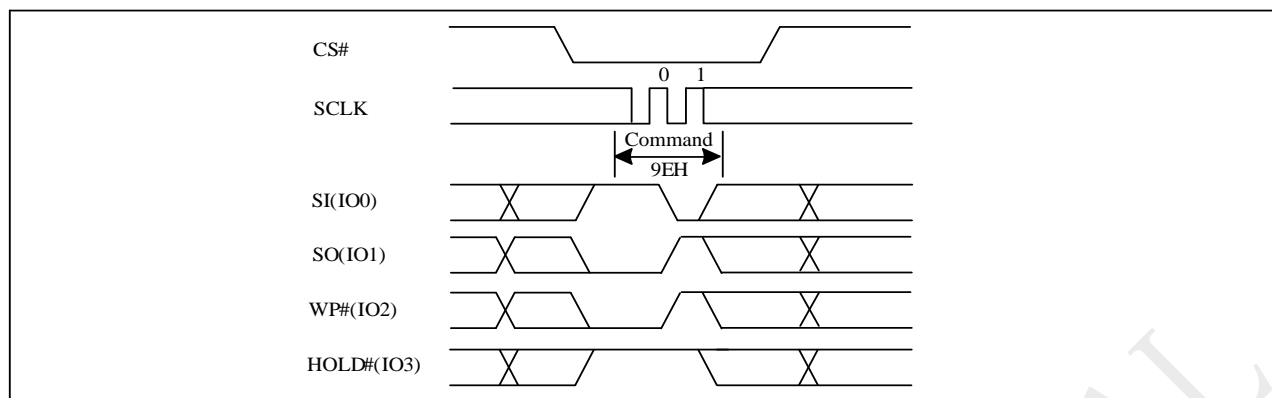 CS#
0 1
SCLK
Command
9EH
SI(IO0)
SO(IO1)
WP#(IO2)
HOLD#(IO3)